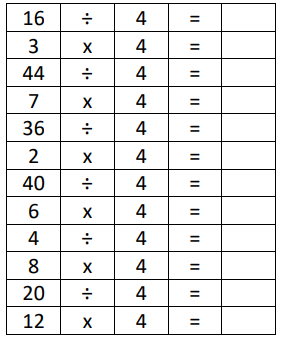 16 ÷ 4 =
3 x 4 =
44 ÷ 4 =
7 x 4 =
36 ÷ 4 =
2 x 4 =
40 ÷ 4 =
6 x 4 =
4 ÷ 4 =
8 x 4 =
20 ÷ 4 =
12 x 4 =